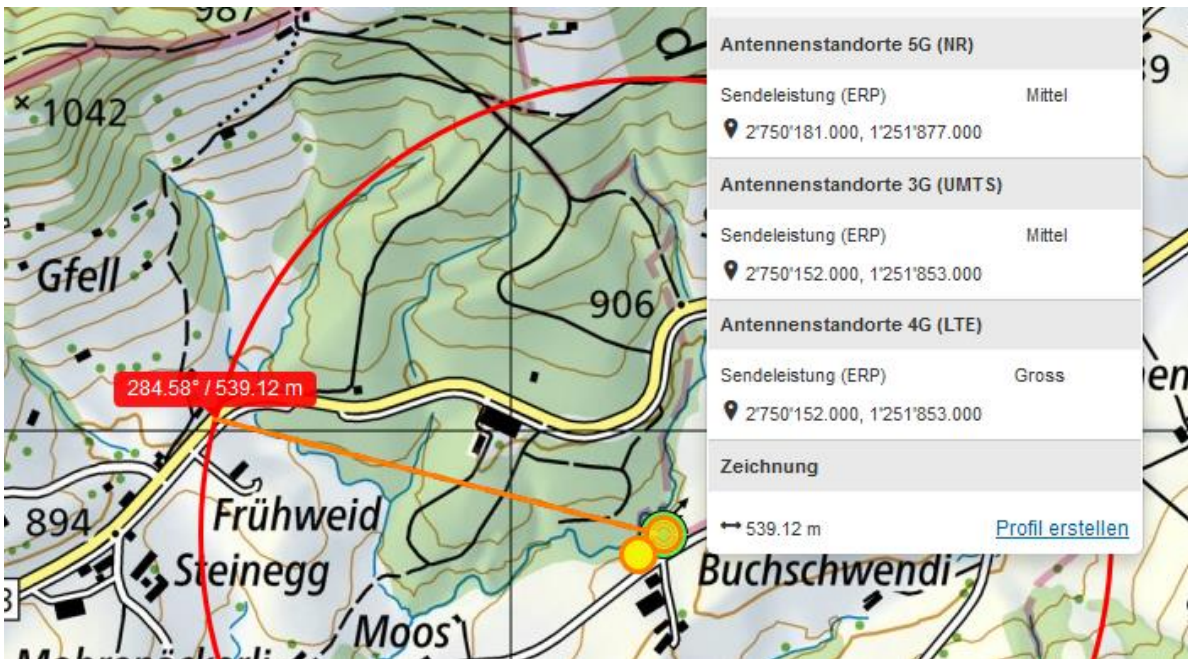 987
1042
Gfell
906
284.58° / 539.12 m
894
Frühweid
Steinegg
Moos
Buchschwendi
Antennenstandorte 5G (NR)
Sendeleistung (ERP) Mittel
2'750'181.000, 1'251'877.000
Antennenstandorte 3G (UMTS)
Sendeleistung (ERP) Mittel
2'750'152.000, 1'251'853.000
Antennenstandorte 4G (LTE)
Sendeleistung (ERP) Gross
2'750'152.000, 1'251'853.000
Zeichnung
539.12 m Profil erstellen